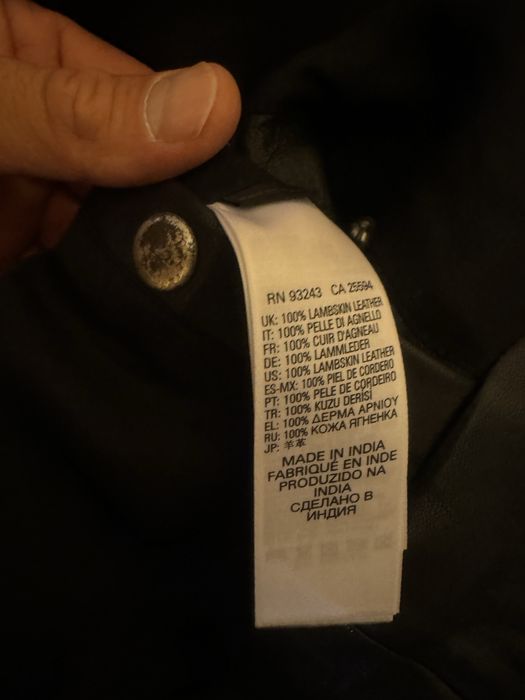 RN 93243 CA 25594
UK: 100% LAMBSKIN LEATHER
IT: 100% PELLE DI AGNELLO
FR: 100% CUIR D'AGNEAU
DE: 100% LAMMLEDER
US: 100% LAMBSKIN LEATHER
ES-MX: 100% PIEL DE CORDERO
PT: 100% PELE DE CORDEIRO
TR: 100% KUZU DERİSİ
EL: 100% ΔΕΡΜΑ ΑΡΝΙΟΥ
RU: 100% КОЖА ЯГНЕНКА
JP: 羊革
MADE IN INDIA
FABRIQUÉ EN INDE
PRODUZIDO NA
INDIA
СДЕЛАНО В
ИНДИЯ